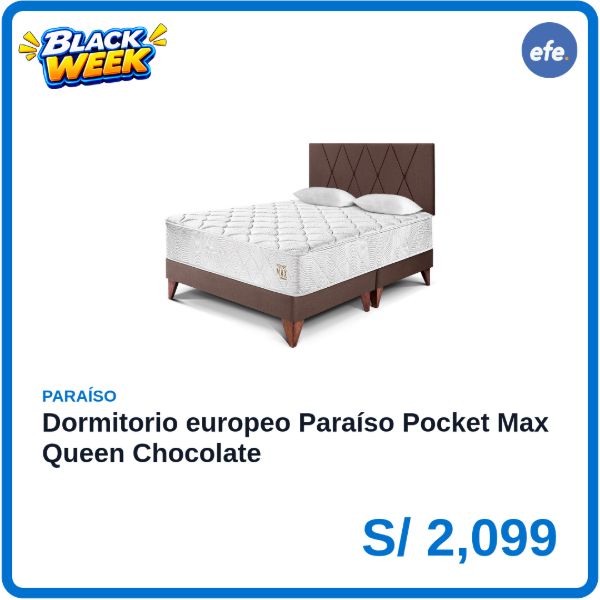 BLACK
WEEK
efe.
PARAÍSO
Dormitorio europeo Paraíso Pocket Max
Queen Chocolate
S/ 2,099